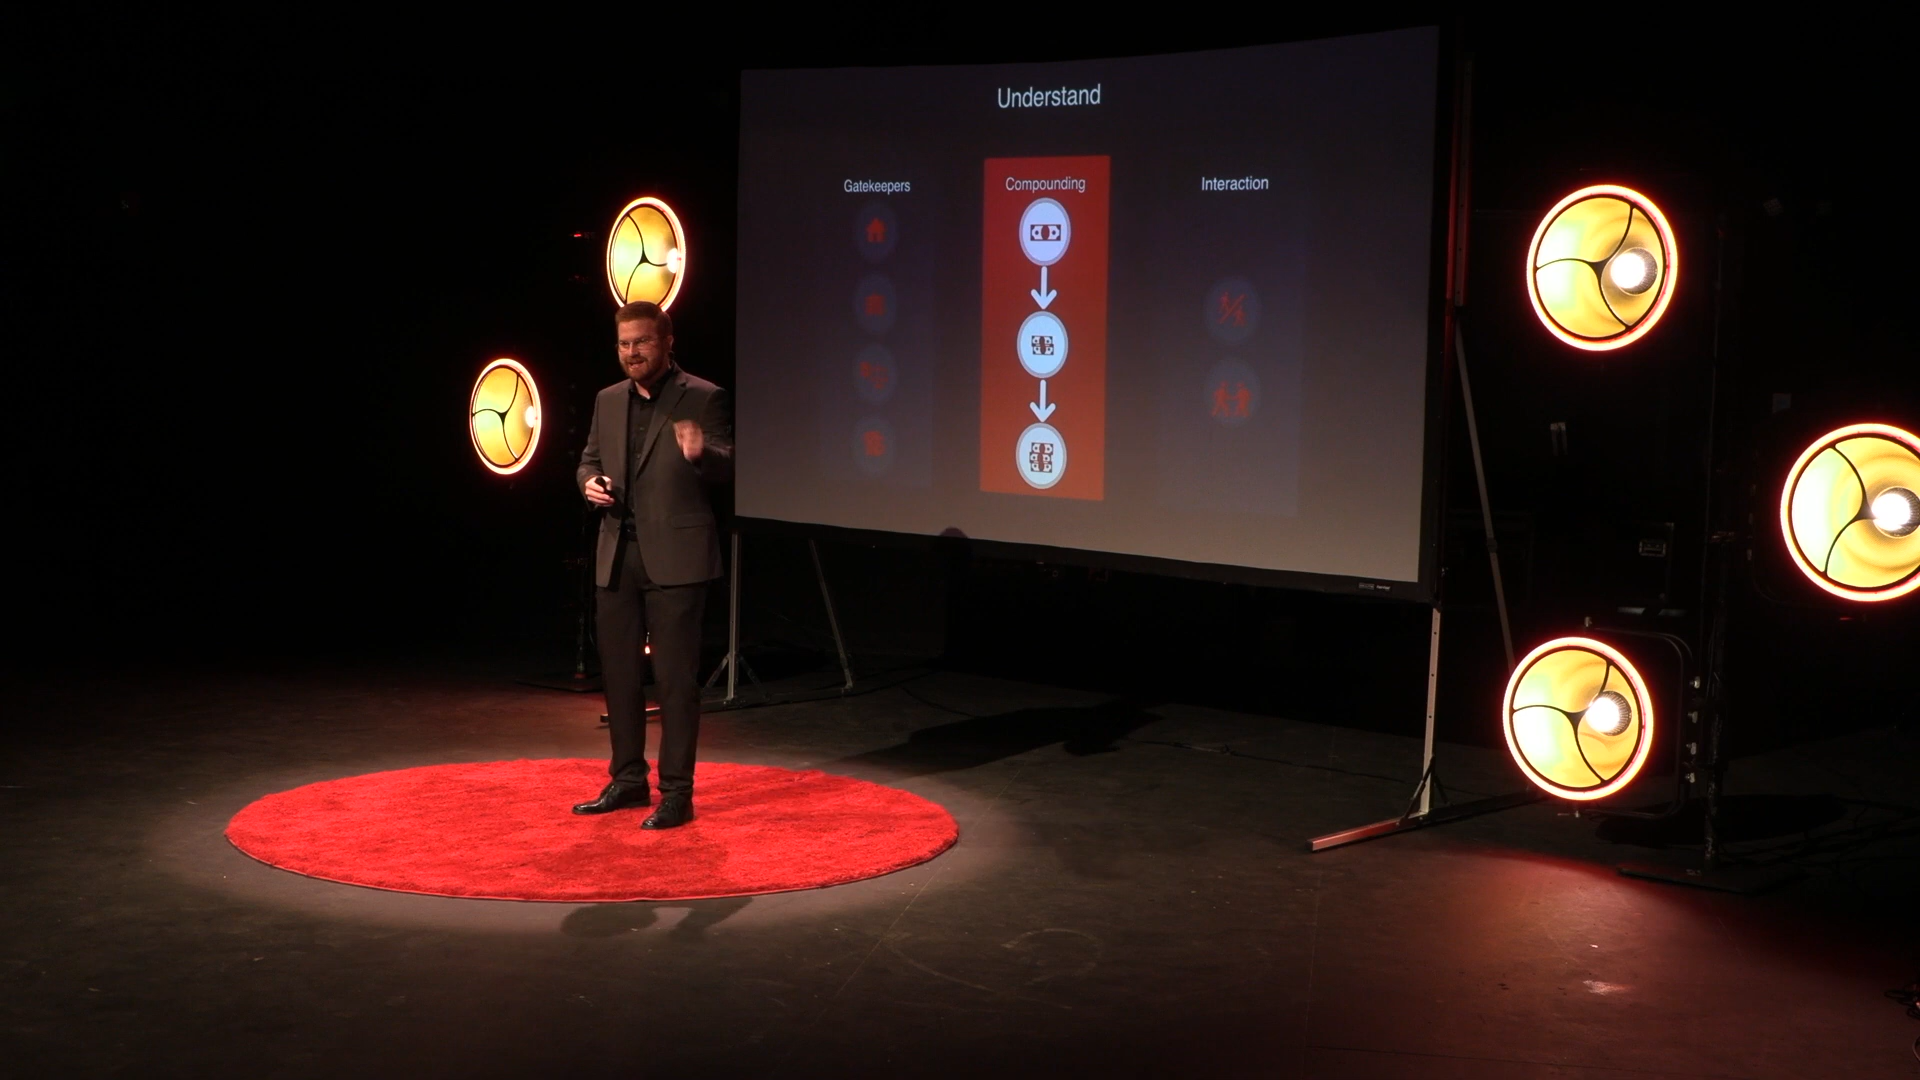 Understand
Gatekeepers
Compounding
Interaction